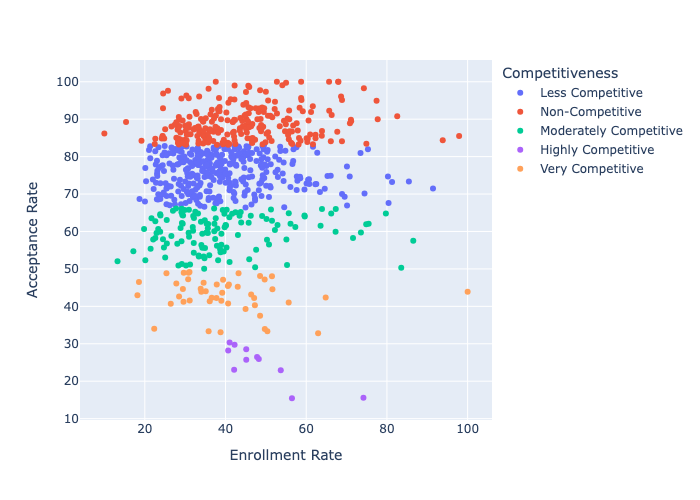 Competitiveness
Less Competitive
Non-Competitive
Moderately Competitive
Highly Competitive
Very Competitive
Acceptance Rate
100
90
80
70
60
50
40
30
20
10
20 40 60 80 100
Enrollment Rate